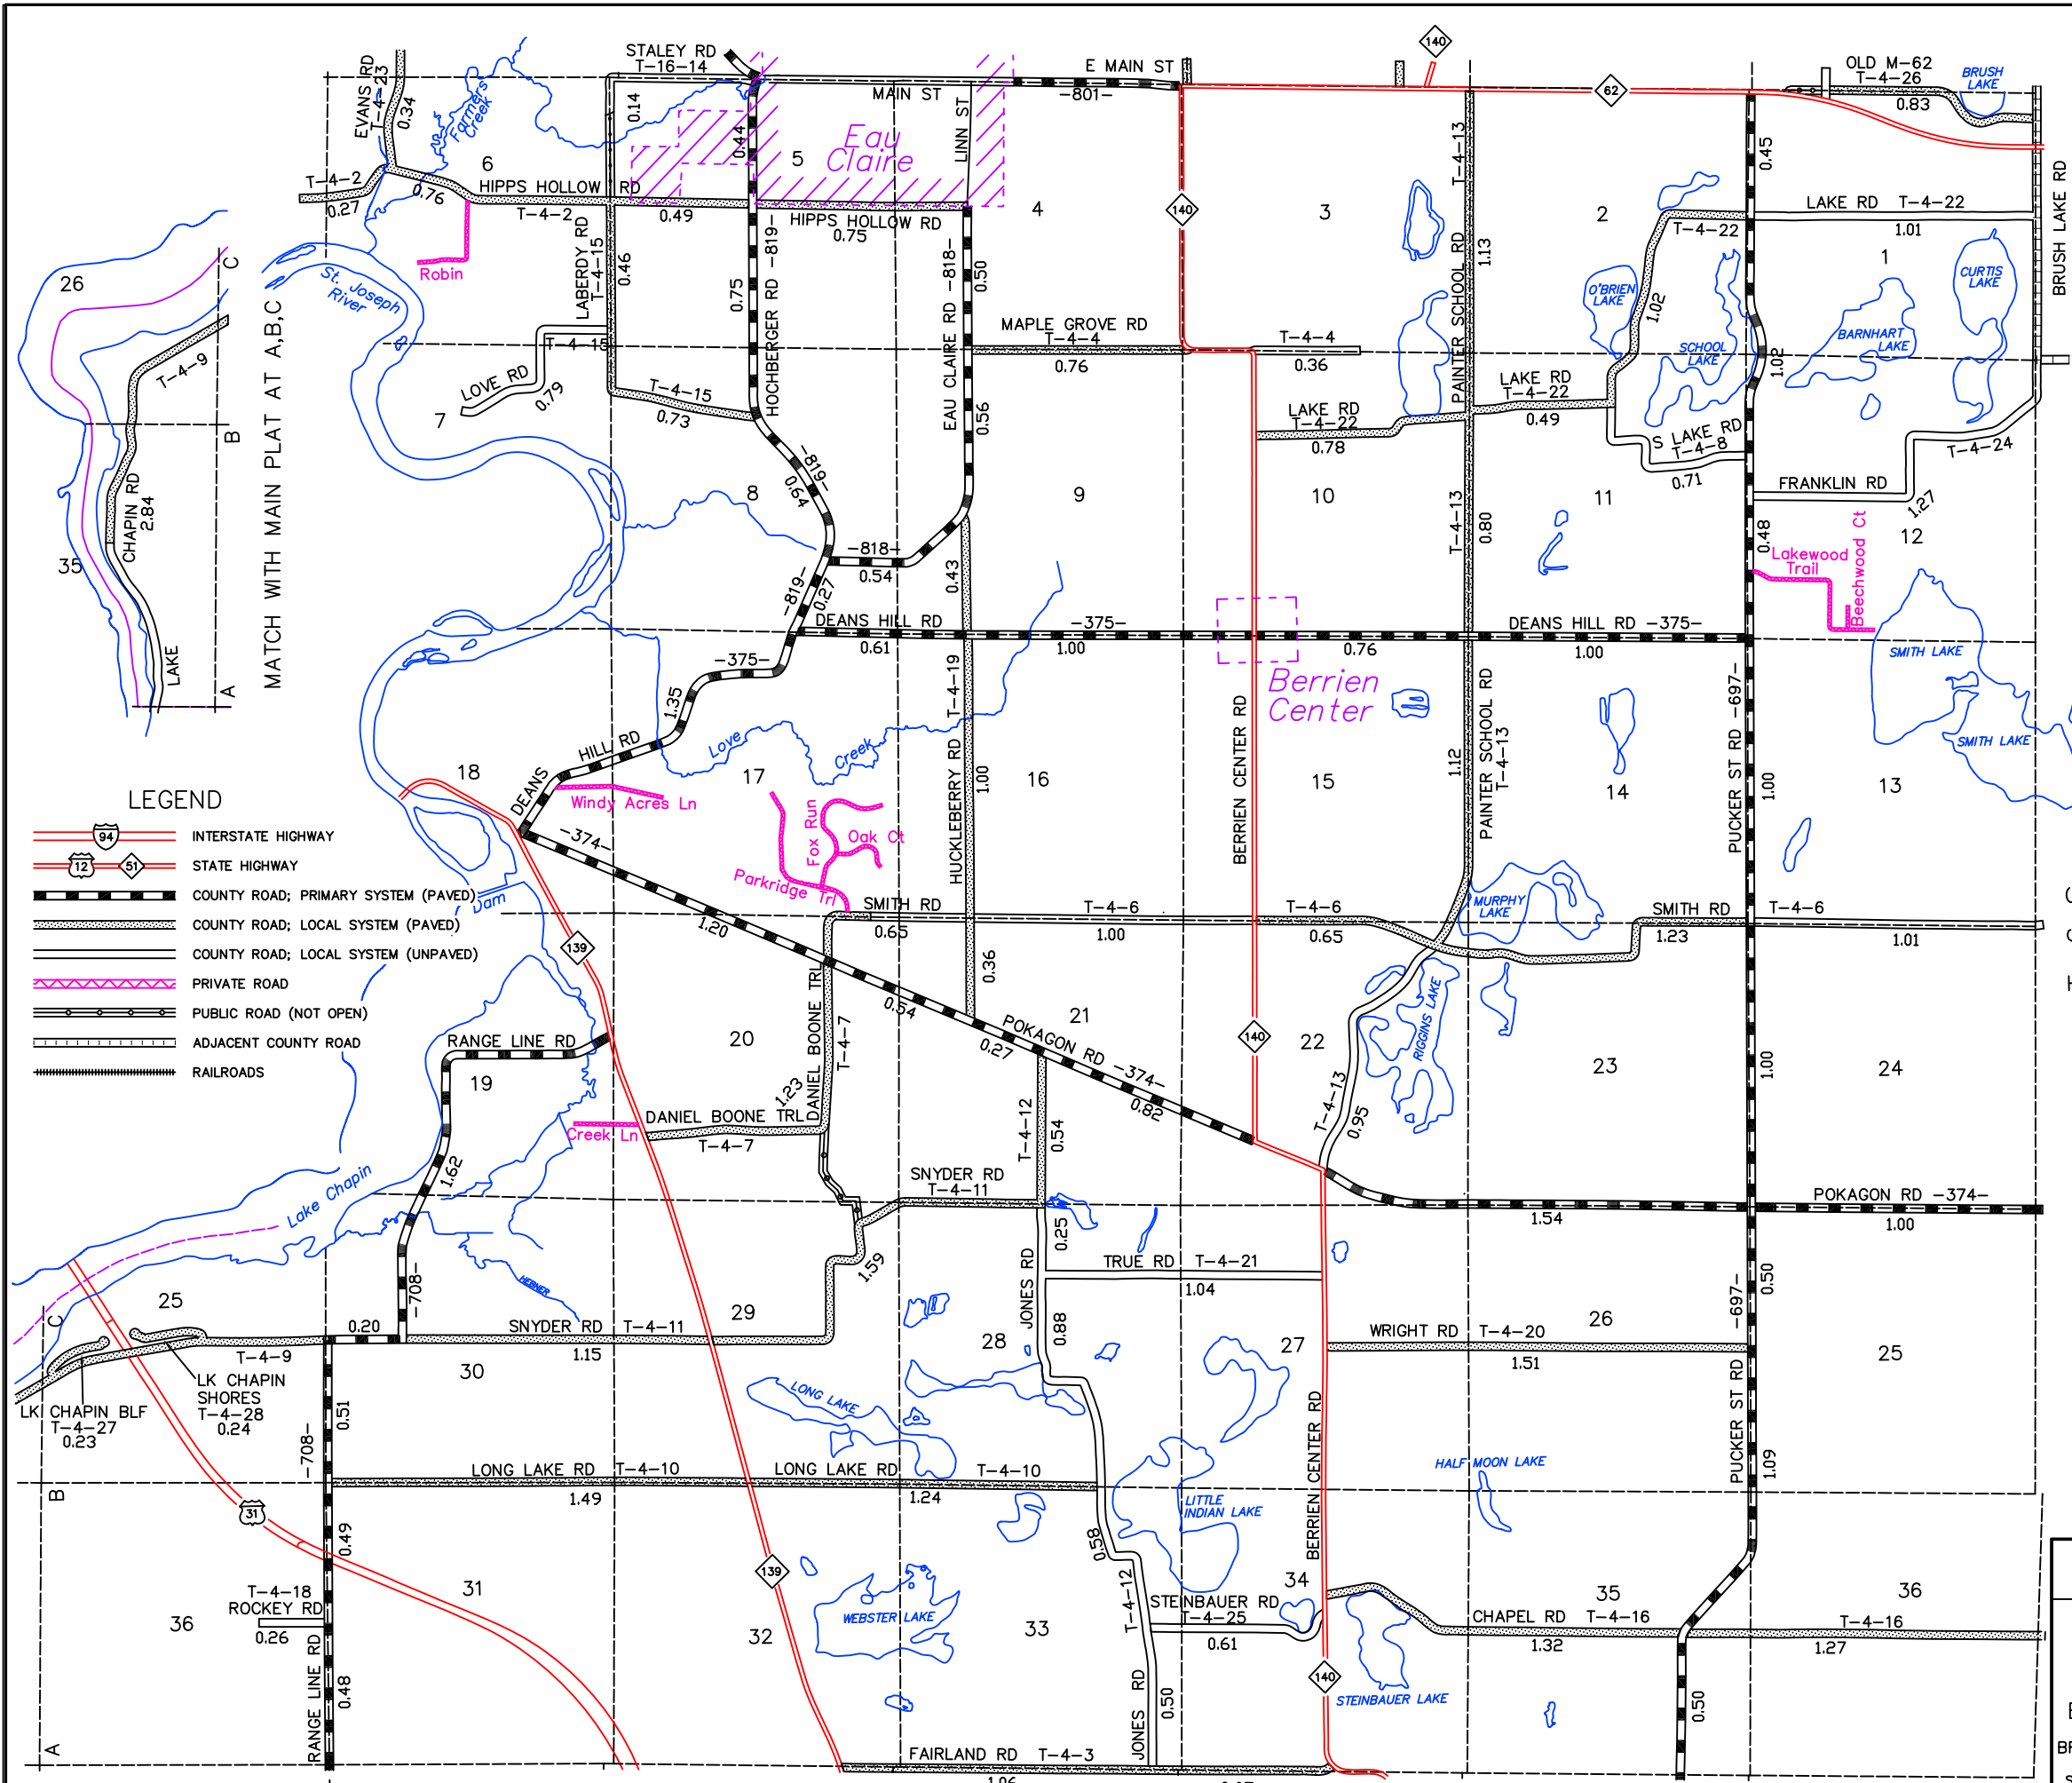 STALEY RD
T-16-14
E MAIN ST
140
OLD M-62
T-4-26
BRUSH
LAKE
0.83
EVANS RD
T-4-23
0.34
Farmers
Creek
0.14
MAIN ST
-801-
62
0.44
Eau
Claire
LINN ST
T-4-13
0.45
BRUSH LAKE RD
6
5
4
3
2
1
T-4-2
0.27
0.76
HIPPS HOLLOW RD
T-4-2
0.49
HIPPS HOLLOW RD
0.75
140
LAKE RD T-4-22
1.01
T-4-22
Robin
LABERDY RD
T-4-15
0.46
0.75
HOCHBERGER RD -819-
EAU CLAIRE RD -818-
0.50
PAINTER SCHOOL RD
1.13
O'BRIEN
LAKE
1.02
SCHOOL
LAKE
CURTIS
LAKE
BARNHART
LAKE
1.02
26
C
St. Joseph
River
MATCH WITH MAIN PLAT AT A,B,C
T-4-9
B
CHAPIN RD
2.84
35
LAKE
A
MAPLE GROVE RD
T-4-4
0.76
T-4-4
0.36
T-4-15
LOVE RD
0.79
7
T-4-15
0.73
0.56
LAKE RD
T-4-22
0.78
LAKE RD
T-4-22
0.49
S LAKE RD
T-4-8
0.71
T-4-24
FRANKLIN RD
1.27
-819-
0.64
8
9
10
11
12
T-4-13
0.80
0.48
Lakewood
Trail
Beechwood Ct
-818-
0.54
0.43
-819-
0.27
DEANS HILL RD
0.61
-375-
1.00
0.76
DEANS HILL RD -375-
1.00
SMITH LAKE
SMITH LAKE
-375-
1.35
Berrien
Center
HUCKLEBERRY RD T-4-19
1.00
BERRIEN CENTER RD
PAINTER SCHOOL RD
T-4-13
1.12
PUCKER ST RD -697-
1.00
Love
Creek
DEANS
HILL RD
18
17
16
15
14
13
Windy Acres Ln
Fox Run
Oak Ct
Parkridge Trl
-374-
1.20
LEGEND
94
INTERSTATE HIGHWAY
12
51
STATE HIGHWAY
COUNTY ROAD; PRIMARY SYSTEM (PAVED)
COUNTY ROAD; LOCAL SYSTEM (PAVED)
COUNTY ROAD; LOCAL SYSTEM (UNPAVED)
PRIVATE ROAD
PUBLIC ROAD (NOT OPEN)
ADJACENT COUNTY ROAD
RAILROADS
Dam
139
SMITH RD
0.65
T-4-6
1.00
T-4-6
0.65
MURPHY
LAKE
SMITH RD
1.23
T-4-6
1.01
0.36
0.54
RANGE LINE RD
19
20
21
22
23
24
DANIEL BOONE TRL
T-4-7
1.23
0.27
POKAGON RD -374-
0.82
140
RIGGINS LAKE
T-4-13
0.95
1.00
Creek Ln
DANIEL BOONE TRL
T-4-7
T-4-12
0.54
1.62
Lake Chapin
SNYDER RD
T-4-11
1.59
0.25
POKAGON RD -374-
1.54
1.00
TRUE RD T-4-21
1.04
JONES RD
0.88
-697-
0.50
HEBNER
-708-
25
C
29
28
27
26
25
0.20
SNYDER RD T-4-11
1.15
T-4-9
WRIGHT RD T-4-20
1.51
30
LK CHAPIN
SHORES
T-4-28
0.24
LK CHAPIN BLF
T-4-27
0.23
0.51
-708-
LONG LAKE
BERRIEN CENTER RD
PUCKER ST RD
1.09
HALF MOON LAKE
LONG LAKE RD T-4-10
1.49
LONG LAKE RD
1.24
T-4-10
LITTLE
INDIAN LAKE
B
31
0.49
139
0.58
T-4-12
T-4-18
ROCKEY RD
0.26
36
31
32
33
34
35
36
WEBSTER LAKE
STEINBAUER RD
T-4-25
0.61
CHAPEL RD T-4-16
1.32
T-4-16
1.27
RANGE LINE RD
0.48
JONES RD
0.50
140
STEINBAUER LAKE
0.50
A
FAIRLAND RD T-4-3
1.06